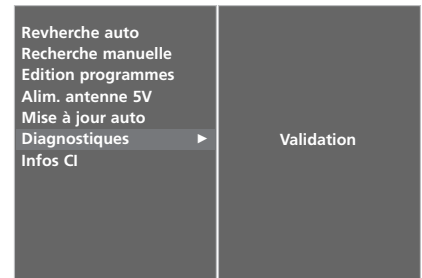 Revherche auto
Recherche manuelle
Edition programmes
Alim. antenne 5V
Mise à jour auto
Diagnostiques ►
Validation
Infos CI